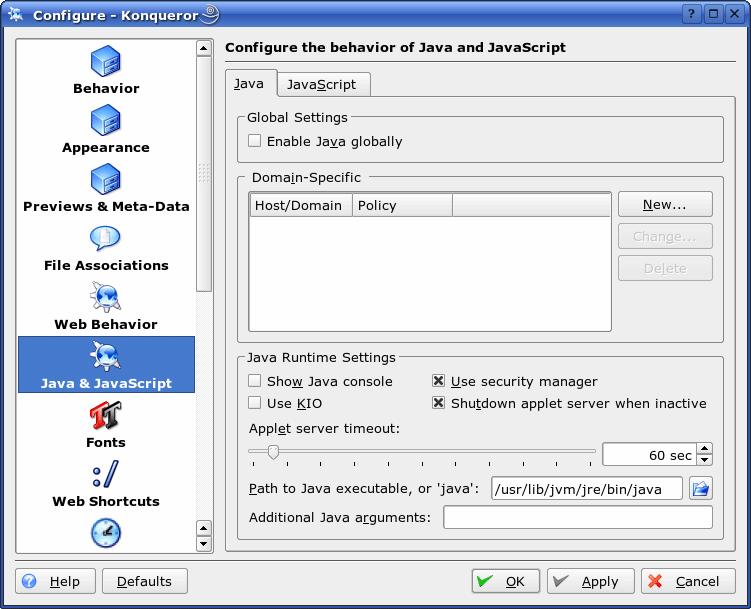 Configure - Konqueror
Configure the behavior of Java and JavaScript
Behavior
Appearance
Previews & Meta-Data
File Associations
Web Behavior
Java & JavaScript
Fonts
Web Shortcuts
Java
JavaScript
Global Settings
Enable Java globally
Domain-Specific
Host/Domain
Policy
New...
Change...
Delete
Java Runtime Settings
Show Java console
Use security manager
Use KIO
Shutdown applet server when inactive
Applet server timeout:
60 sec
Path to Java executable, or 'java':
/usr/lib/jvm/jre/bin/java
Additional Java arguments:
Help
Defaults
OK
Apply
Cancel